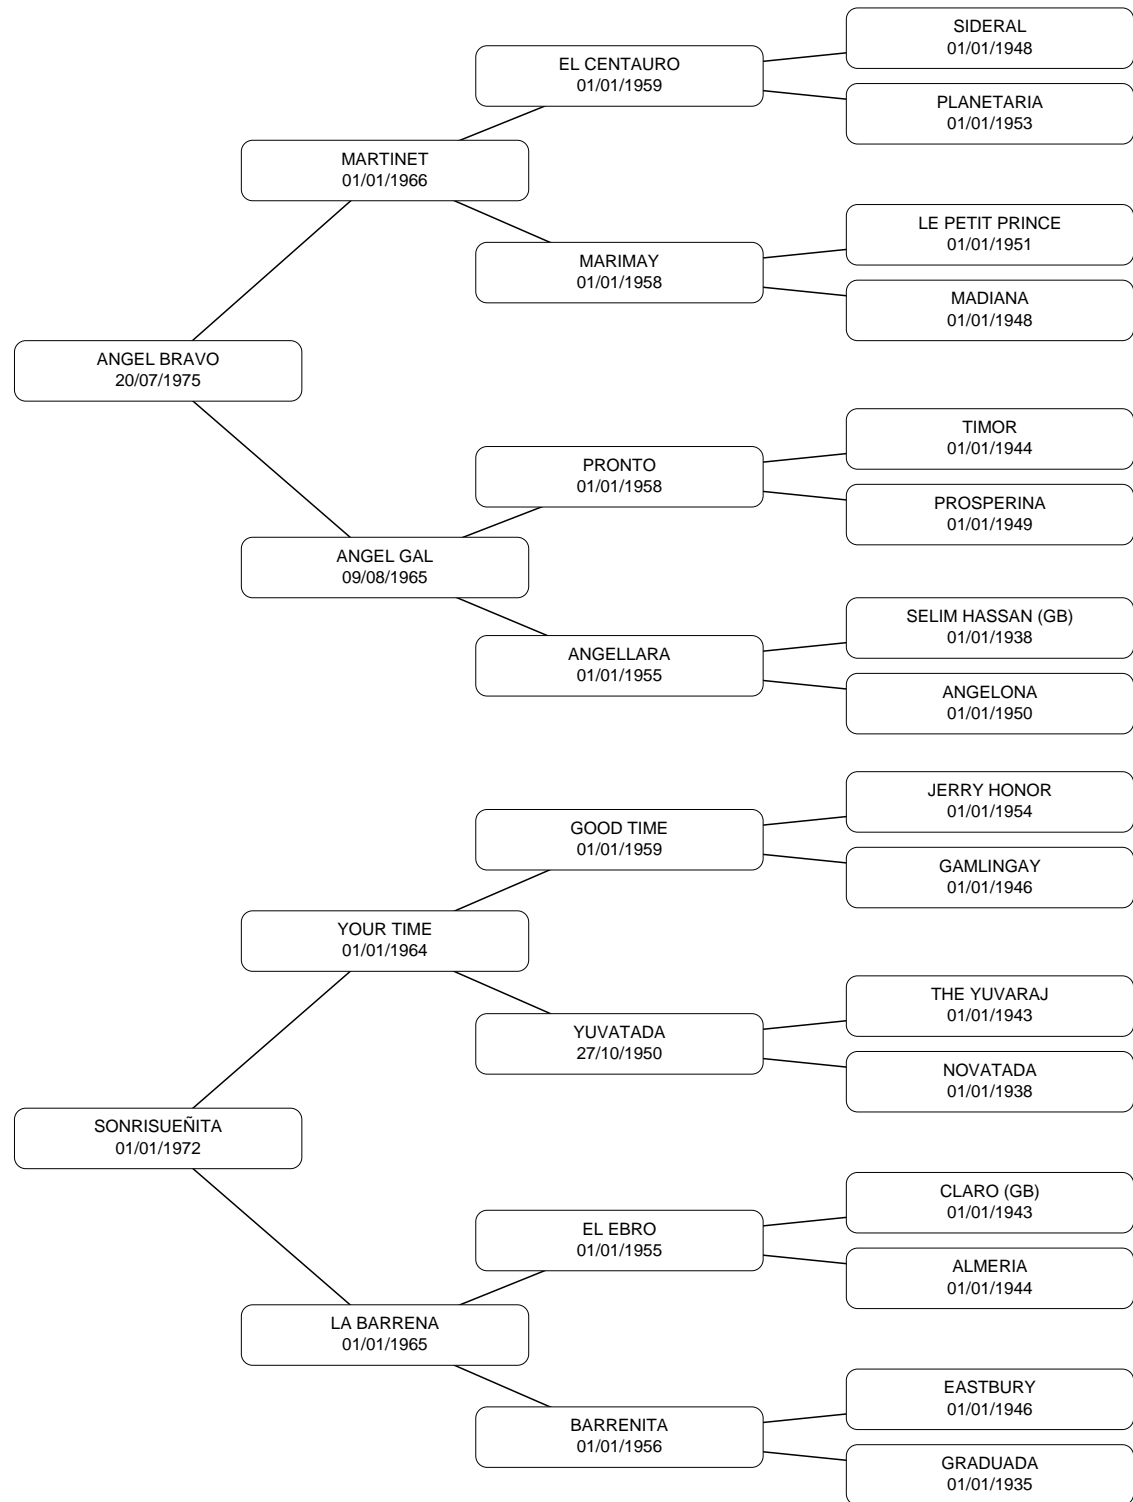 SIDERAL
01/01/1948
EL CENTAURO
01/01/1959
PLANETARIA
01/01/1953
MARTINET
01/01/1966
LE PETIT PRINCE
01/01/1951
MARIMAY
01/01/1958
MADIANA
01/01/1948
ANGEL BRAVO
20/07/1975
TIMOR
01/01/1944
PRONTO
01/01/1958
PROSPERINA
01/01/1949
ANGEL GAL
09/08/1965
SELIM HASSAN (GB)
01/01/1938
ANGELLARA
01/01/1955
ANGELONA
01/01/1950
JERRY HONOR
01/01/1954
GOOD TIME
01/01/1959
GAMLINGAY
01/01/1946
YOUR TIME
01/01/1964
THE YUVARAJ
01/01/1943
YUVATADA
27/10/1950
NOVATADA
01/01/1938
SONRISUEÑITA
01/01/1972
CLARO (GB)
01/01/1943
EL EBRO
01/01/1955
ALMERIA
01/01/1944
LA BARRENA
01/01/1965
EASTBURY
01/01/1946
BARRENITA
01/01/1956
GRADUADA
01/01/1935